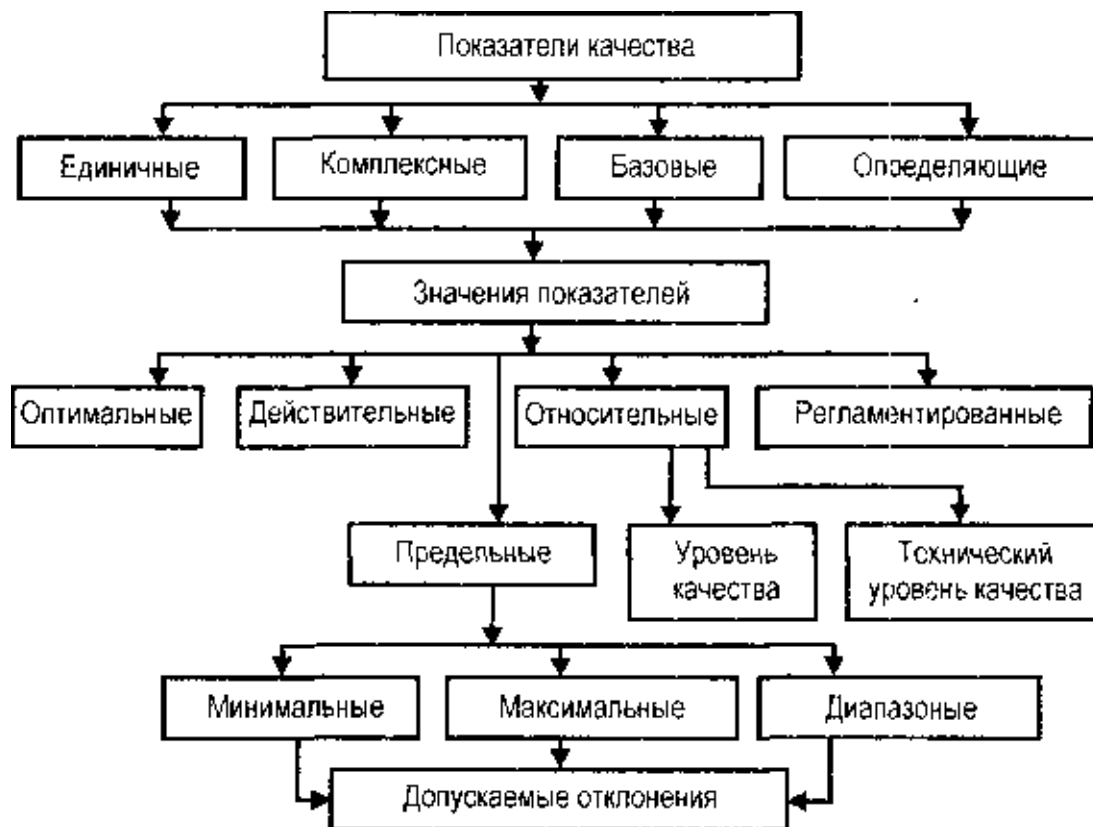 Показатели качества
Единичные
Комплексные
Базовые
Определяющие
Значения показателей
Оптимальные
Действительные
Относительные
Регламентированные
Предельные
Уровень
качества
Технический
уровень качества
Минимальные
Максимальные
Диапазоные
Допускаемые отклонения